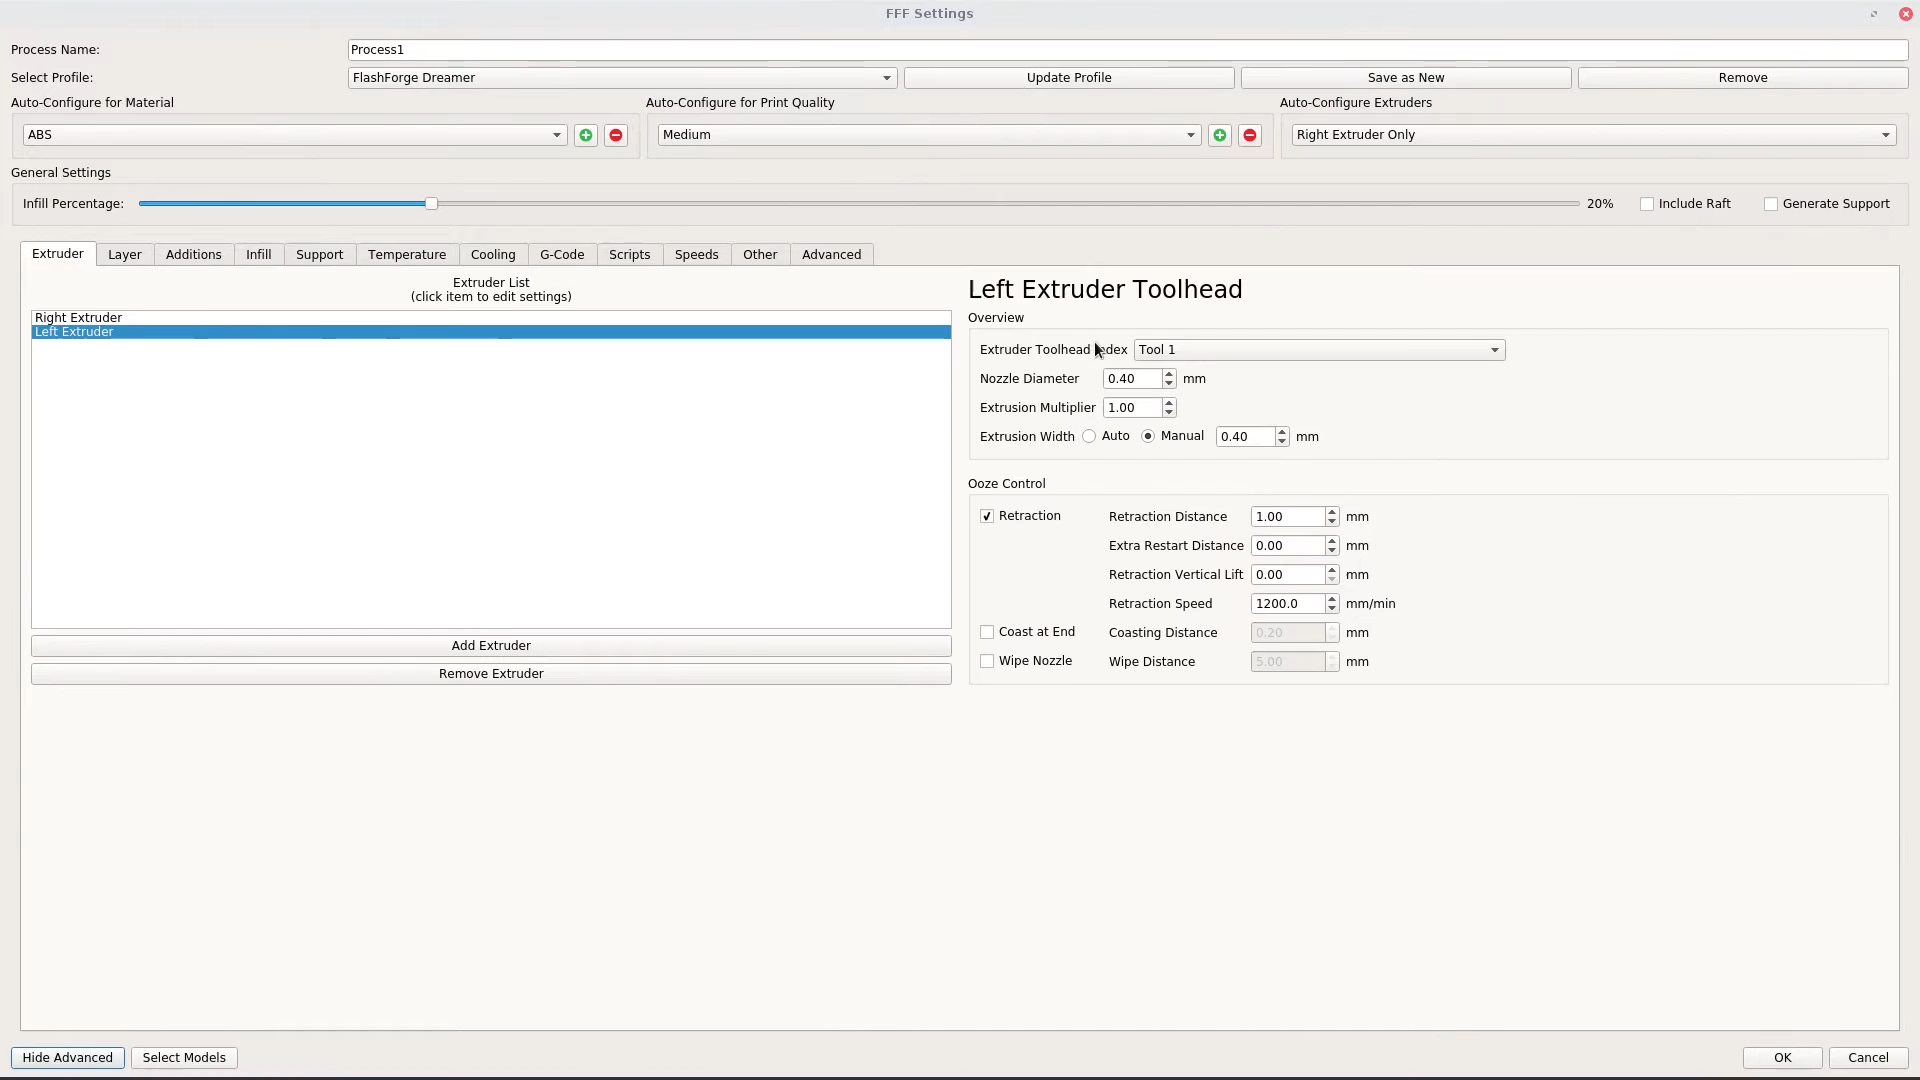 FFF Settings
Process Name: Process1
Select Profile: FlashForge Dreamer Update Profile Save as New Remove
Auto-Configure for Material Auto-Configure for Print Quality Auto-Configure Extruders
ABS Medium Right Extruder Only
General Settings
Infill Percentage: 20% Include Raft Generate Support
Extruder Layer Additions Infill Support Temperature Cooling G-Code Scripts Speeds Other Advanced
Extruder List
(click item to edit settings)
Right Extruder
Left Extruder
Add Extruder
Remove Extruder
Left Extruder Toolhead
Overview
Extruder Toolhead Tool 1
Nozzle Diameter 0.40 mm
Extrusion Multiplier 1.00
Extrusion Width Auto Manual 0.40 mm
Ooze Control
Retraction Retraction Distance 1.00 mm
Extra Restart Distance 0.00 mm
Retraction Vertical Lift 0.00 mm
Retraction Speed 1200.0 mm/min
Coast at End Coasting Distance 0.20 mm
Wipe Nozzle Wipe Distance 5.00 mm
Hide Advanced Select Models OK Cancel